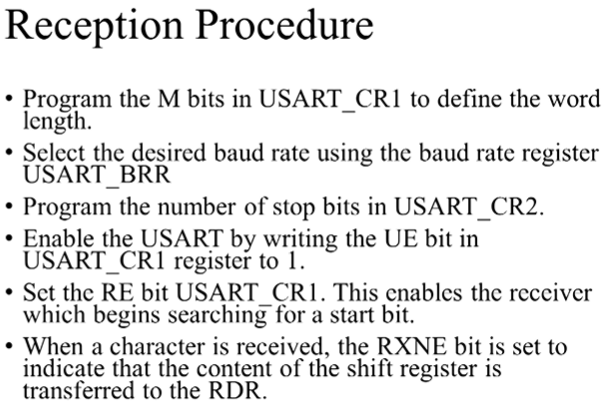 Reception Procedure
• Program the M bits in USART_CR1 to define the word
length.
• Select the desired baud rate using the baud rate register
USART_BRR
• Program the number of stop bits in USART_CR2.
• Enable the USART by writing the UE bit in
USART_CR1 register to 1.
• Set the RE bit USART_CR1. This enables the receiver
which begins searching for a start bit.
• When a character is received, the RXNE bit is set to
indicate that the content of the shift register is
transferred to the RDR.